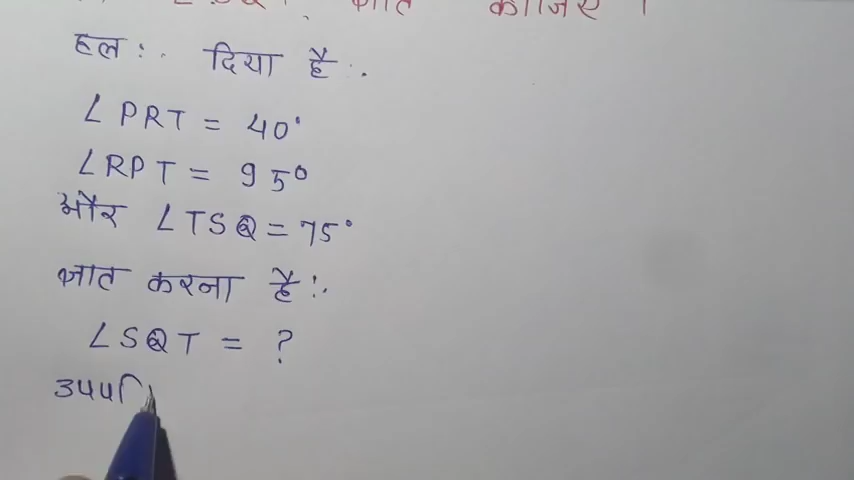 ज्ञात कीजिए ।
हल :. दिया है :.
∠PRT = 40°
∠RPT = 95°
और ∠TSQ = 75°
ज्ञात करना है :.
∠SQT = ?